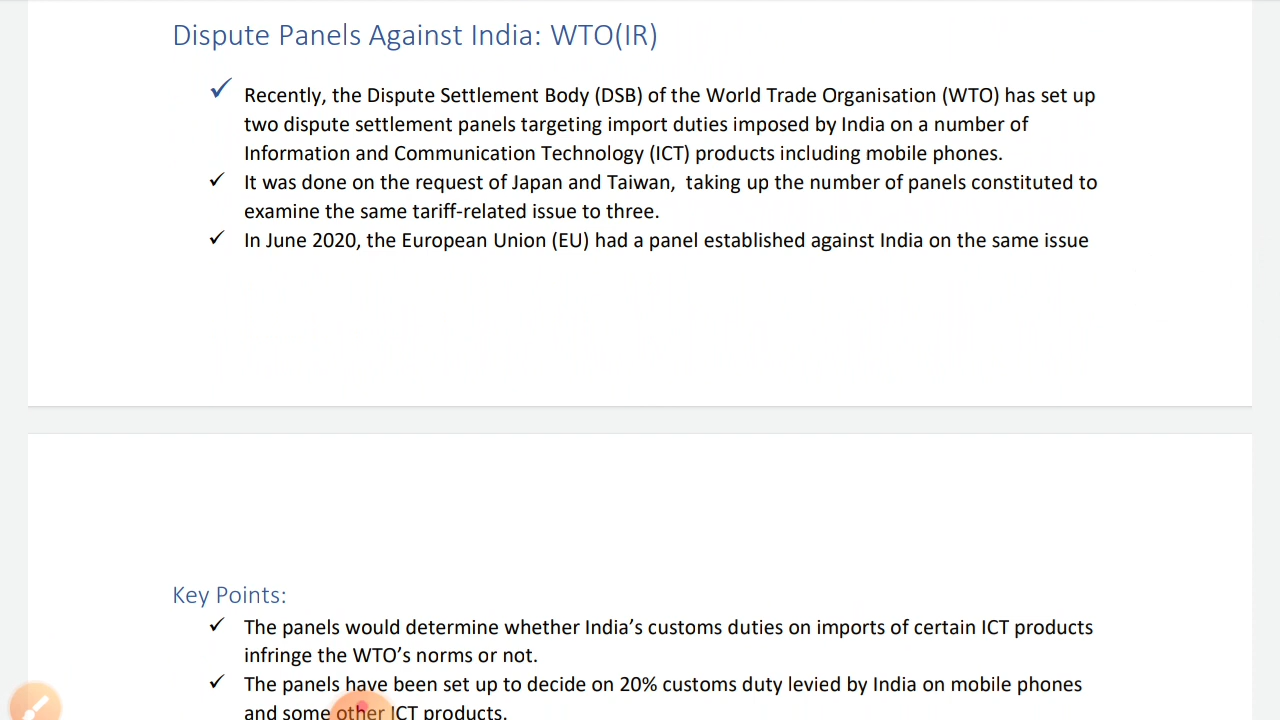 Dispute Panels Against India: WTO(IR)
✓ Recently, the Dispute Settlement Body (DSB) of the World Trade Organisation (WTO) has set up
two dispute settlement panels targeting import duties imposed by India on a number of
Information and Communication Technology (ICT) products including mobile phones.
✓ It was done on the request of Japan and Taiwan,  taking up the number of panels constituted to
examine the same tariff-related issue to three.
✓ In June 2020, the European Union (EU) had a panel established against India on the same issue
Key Points:
✓ The panels would determine whether India’s customs duties on imports of certain ICT products
infringe the WTO’s norms or not.
✓ The panels have been set up to decide on 20% customs duty levied by India on mobile phones
and some other ICT products.